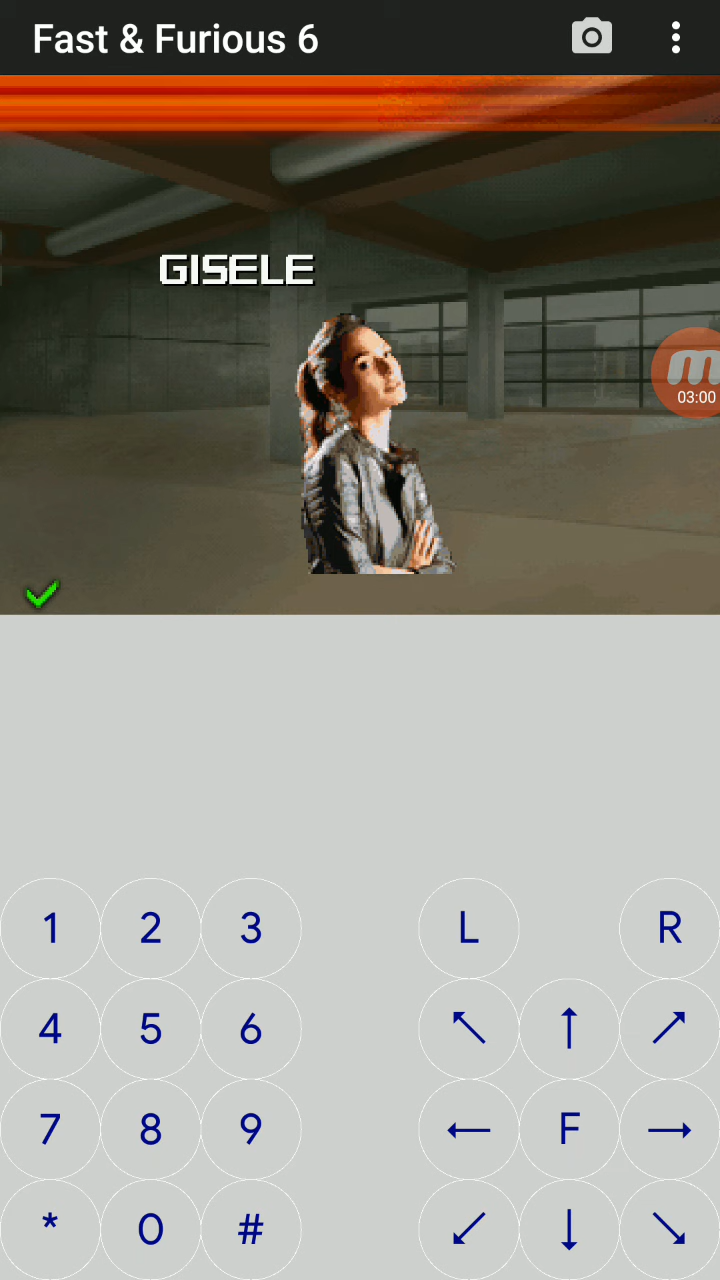 Fast & Furious 6
GISELE
m
03:00
1 2 3 L R
4 5 6 ↖ ↑ ↗
7 8 9 ← F →
* 0 # ↙ ↓ ↘